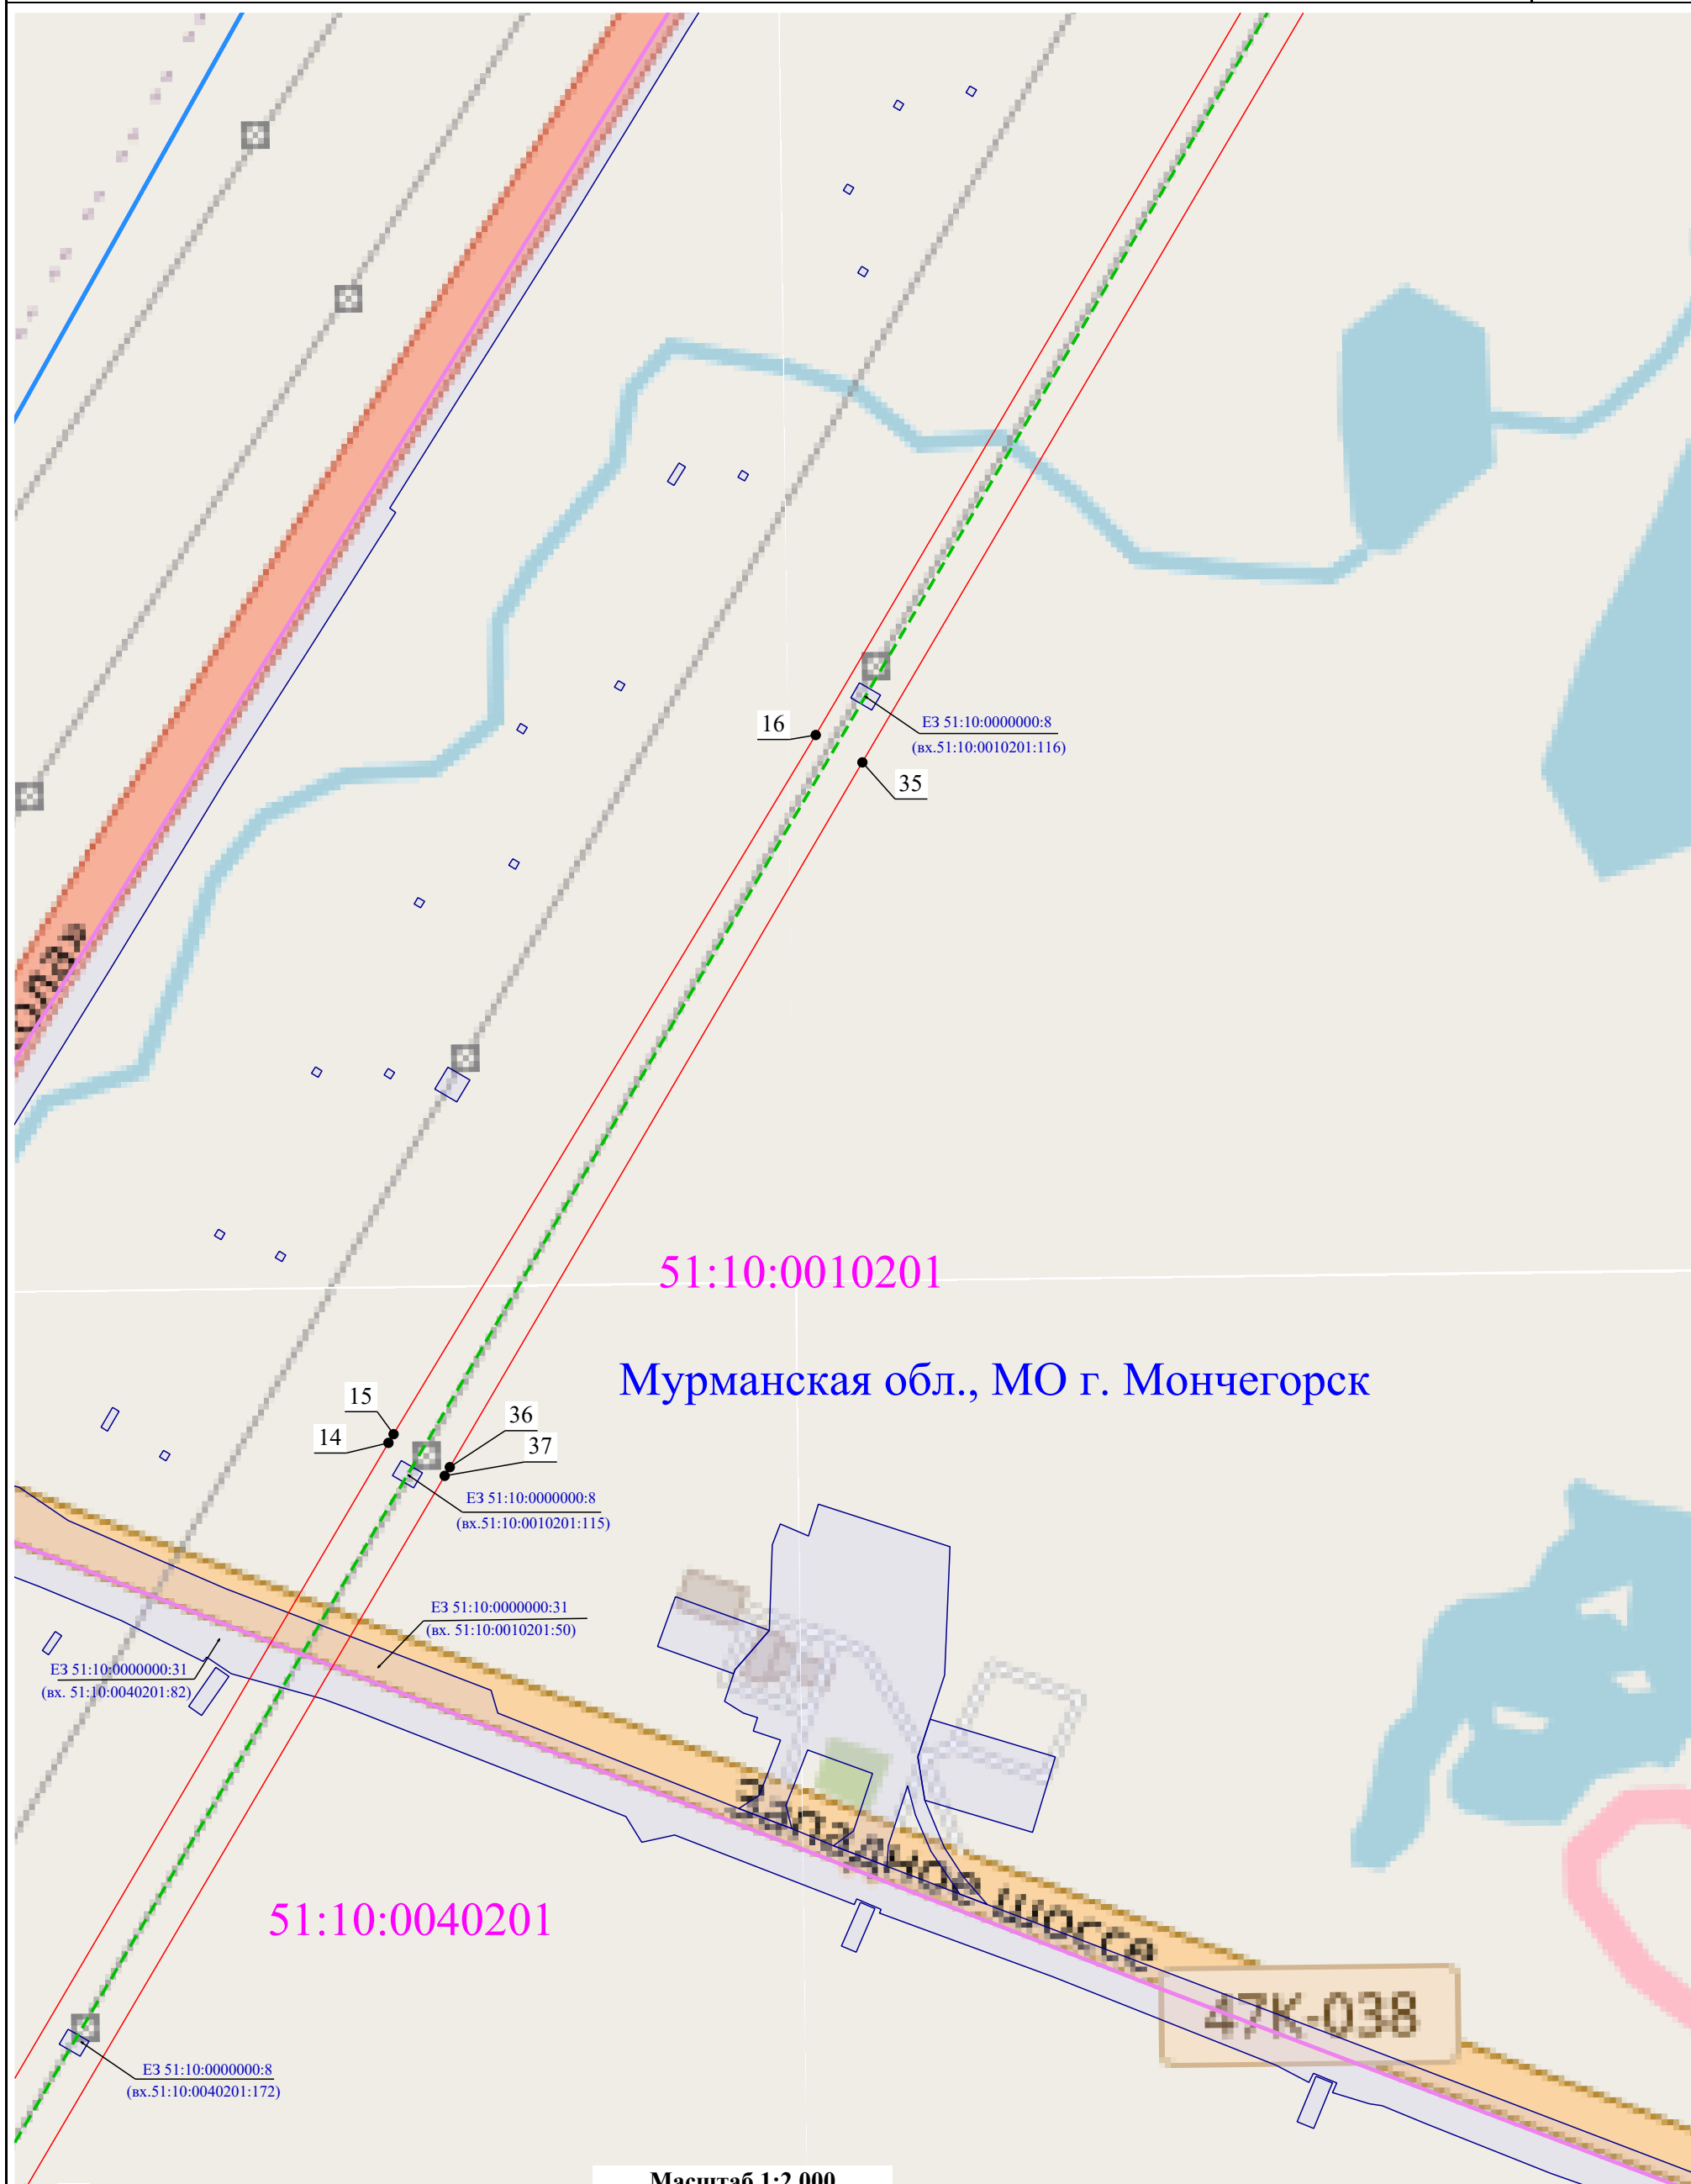 16
ЕЗ 51:10:0000000:8
(вх.51:10:0010201:116)
35
51:10:0010201
Мурманская обл., МО г. Мончегорск
15
14
36
37
ЕЗ 51:10:0000000:8
(вх.51:10:0010201:115)
ЕЗ 51:10:0000000:31
(вх. 51:10:0010201:50)
ЕЗ 51:10:0000000:31
(вх. 51:10:0040201:82)
Западное шоссе
51:10:0040201
47К-038
ЕЗ 51:10:0000000:8
(вх.51:10:0040201:172)
Масштаб 1:2 000